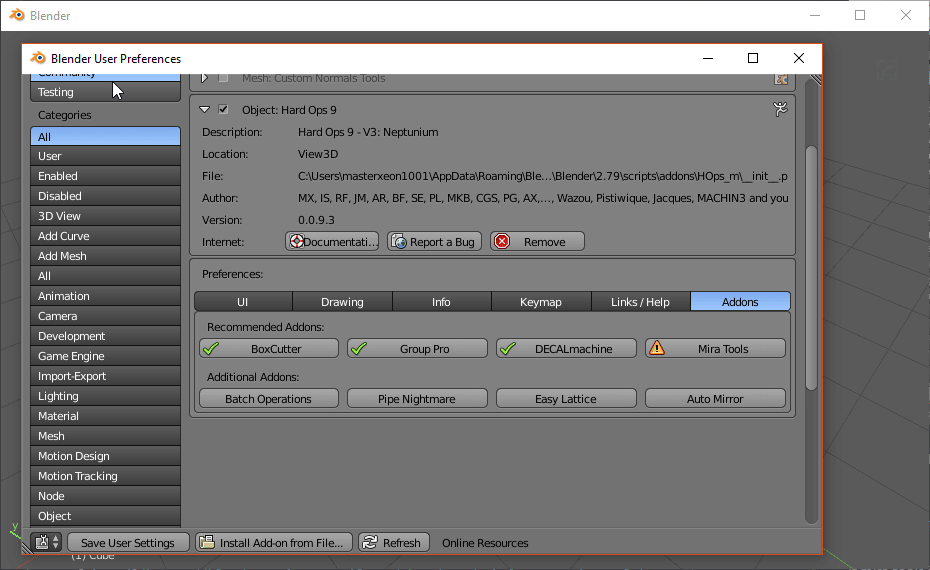 Blender
Blender User Preferences
Community
Testing
Categories
All
User
Enabled
Disabled
3D View
Add Curve
Add Mesh
All
Animation
Camera
Development
Game Engine
Import-Export
Lighting
Material
Mesh
Motion Design
Motion Tracking
Node
Object
Mesh: Custom Normals Tools
Object: Hard Ops 9
Description: Hard Ops 9 - V3: Neptunium
Location: View3D
File: C:\Users\masterxeon1001\AppData\Roaming\Ble...\Blender\2.79\scripts\addons\HOps_m\__init__.p
Author: MX, IS, RF, JM, AR, BF, SE, PL, MKB, CGS, PG, AX,..., Wazou, Pistiwique, Jacques, MACHIN3 and you
Version: 0.0.9.3
Internet: Documentati... Report a Bug Remove
Preferences:
UI Drawing Info Keymap Links / Help Addons
Recommended Addons:
BoxCutter Group Pro DECALmachine Mira Tools
Additional Addons:
Batch Operations Pipe Nightmare Easy Lattice Auto Mirror
Save User Settings Install Add-on from File... Refresh Online Resources
y
(1) Cube